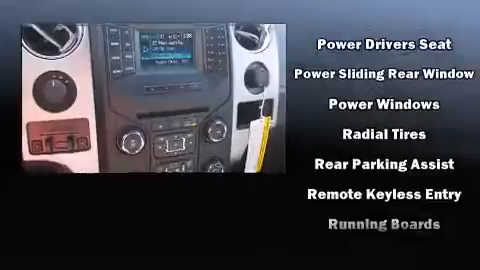 Power Drivers Seat
Power Sliding Rear Window
Power Windows
Radial Tires
Rear Parking Assist
Remote Keyless Entry
Running Boards